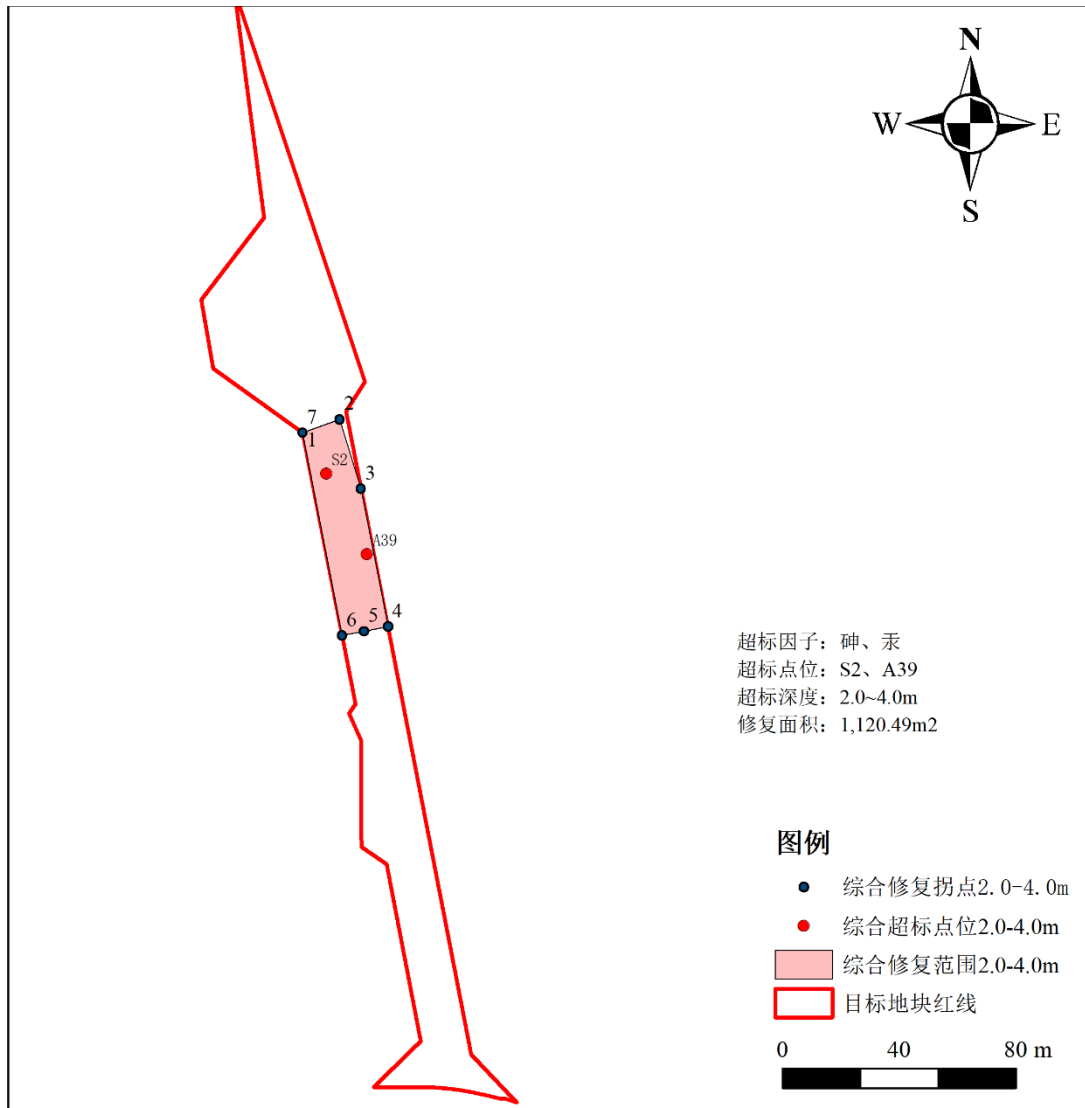 N
W E
S
7 2
1
S2
3
A39
6 5 4
超标因子：砷、汞
超标点位：S2、A39
超标深度：2.0~4.0m
修复面积：1,120.49m2
图例
综合修复拐点2.0-4.0m
综合超标点位2.0-4.0m
综合修复范围2.0-4.0m
目标地块红线
0 40 80 m